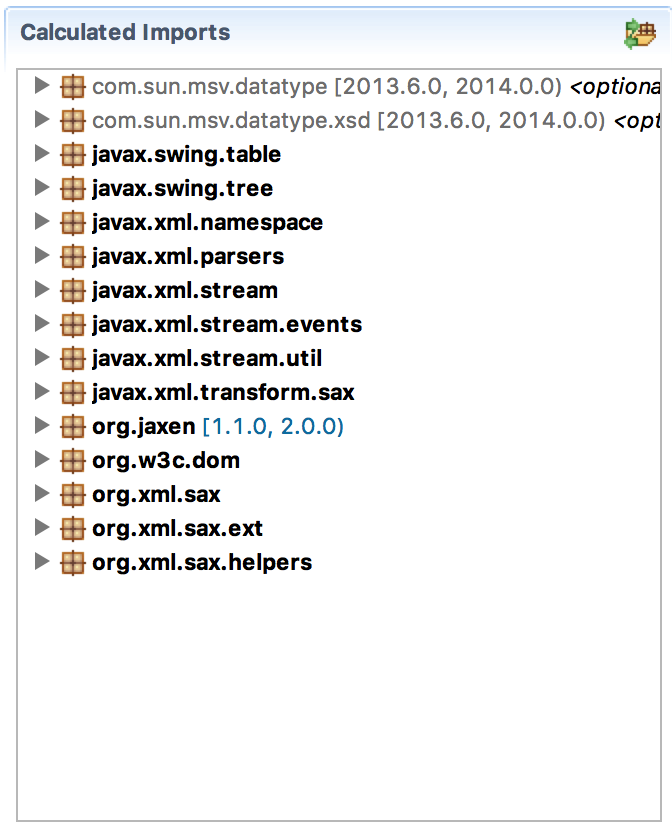 Calculated Imports
com.sun.msv.datatype [2013.6.0, 2014.0.0) <optiona
com.sun.msv.datatype.xsd [2013.6.0, 2014.0.0) <opt
javax.swing.table
javax.swing.tree
javax.xml.namespace
javax.xml.parsers
javax.xml.stream
javax.xml.stream.events
javax.xml.stream.util
javax.xml.transform.sax
org.jaxen [1.1.0, 2.0.0)
org.w3c.dom
org.xml.sax
org.xml.sax.ext
org.xml.sax.helpers